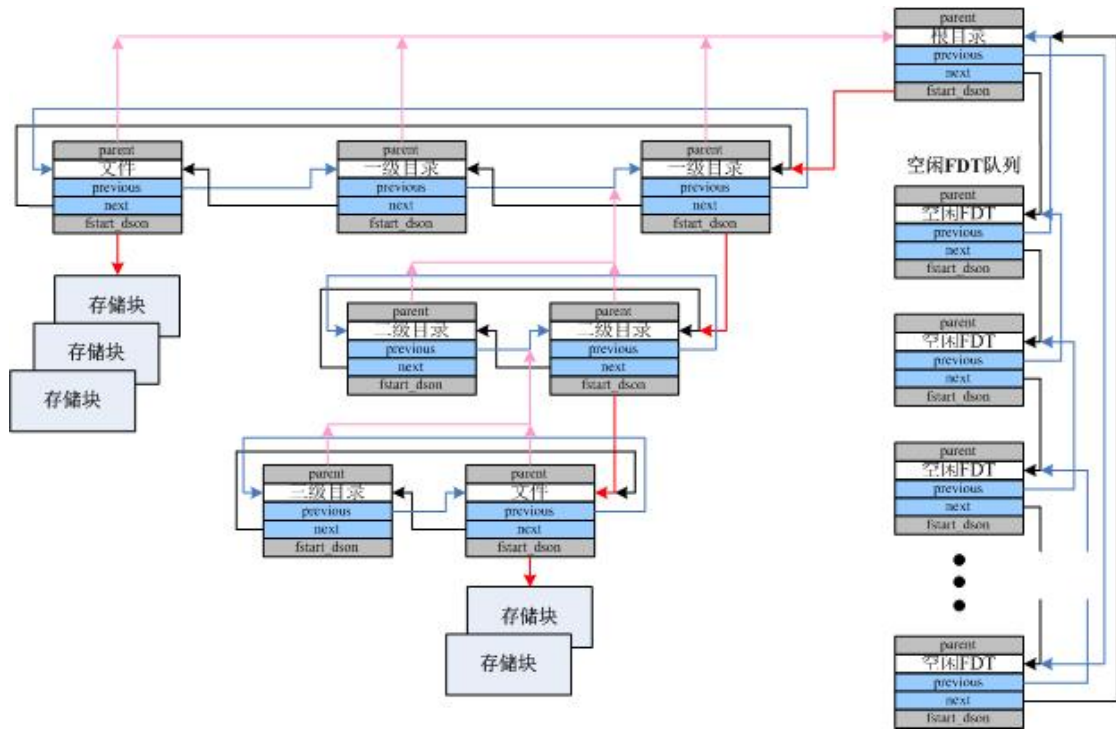 parent
根目录
previous
next
fstart_dson
parent
文件
previous
next
fstart_dson
parent
一级目录
previous
next
fstart_dson
parent
一级目录
previous
next
fstart_dson
空闲FDT队列
parent
空闲FDT
previous
next
fstart_dson
存储块
存储块
存储块
parent
二级目录
previous
next
fstart_dson
parent
二级目录
previous
next
fstart_dson
parent
空闲FDT
previous
next
fstart_dson
parent
三级目录
previous
next
fstart_dson
parent
文件
previous
next
fstart_dson
parent
空闲FDT
previous
next
fstart_dson
存储块
存储块
parent
空闲FDT
previous
next
fstart_dson